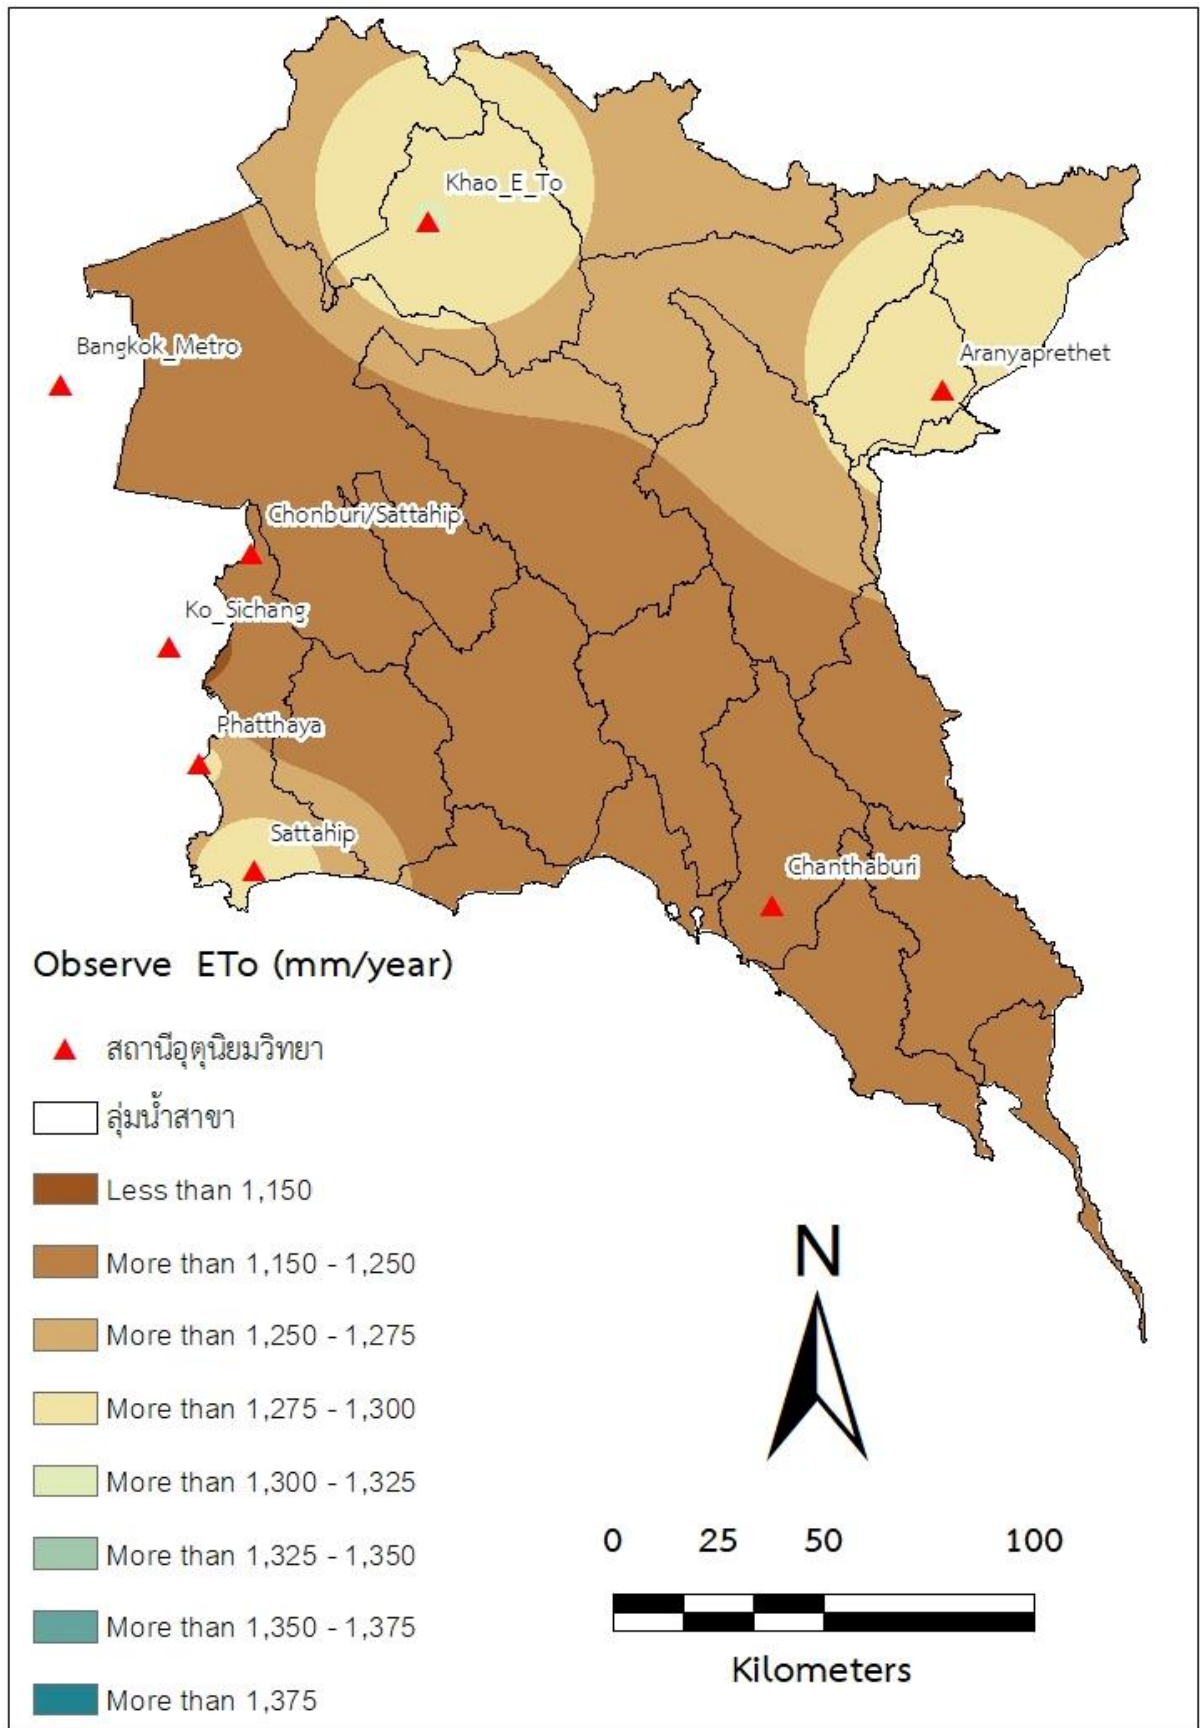 Khao_E_To
Bangkok_Metro
Aranyaprethet
Chonburi/Sattahip
Ko_Sichang
Phatthaya
Sattahip
Chanthaburi
Observe ETo (mm/year)
สถานีอุตุนิยมวิทยา
ลุ่มน้ำสาขา
Less than 1,150
More than 1,150 - 1,250
More than 1,250 - 1,275
More than 1,275 - 1,300
More than 1,300 - 1,325
More than 1,325 - 1,350
More than 1,350 - 1,375
More than 1,375
N
0 25 50 100
Kilometers